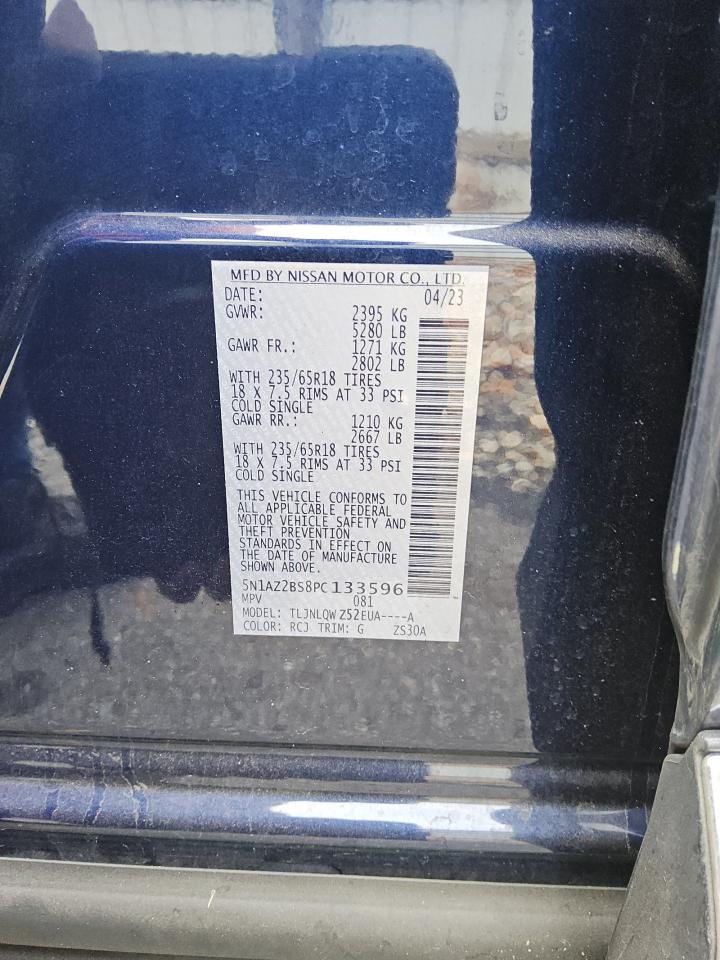 MFD BY NISSAN MOTOR CO., LTD.
DATE: 04/23
GVWR: 2395 KG
5280 LB
GAWR FR.: 1271 KG
2802 LB
WITH 235/65R18 TIRES
18 X 7.5 RIMS AT 33 PSI
COLD SINGLE
GAWR RR.: 1210 KG
2667 LB
WITH 235/65R18 TIRES
18 X 7.5 RIMS AT 33 PSI
COLD SINGLE
THIS VEHICLE CONFORMS TO
ALL APPLICABLE FEDERAL
MOTOR VEHICLE SAFETY AND
THEFT PREVENTION
STANDARDS IN EFFECT ON
THE DATE OF MANUFACTURE
SHOWN ABOVE.
5N1AZ2BS8PC133596
MPV 081
MODEL: TLJNLQW Z52EUA----A
COLOR: RCJ TRIM: G ZS30A